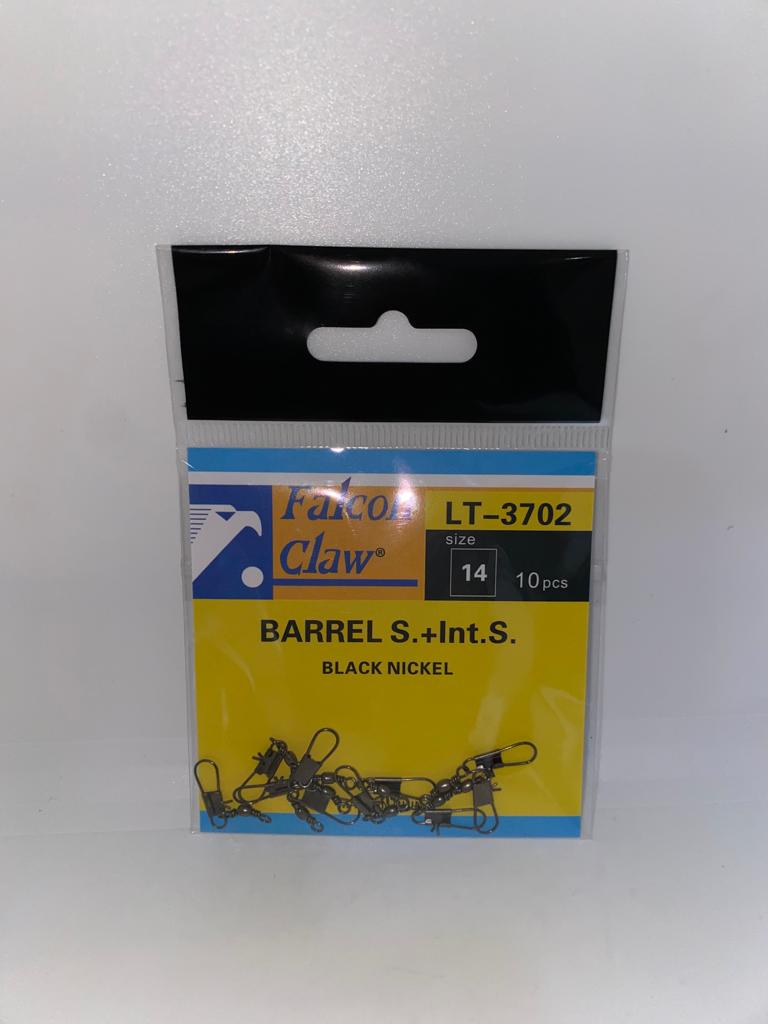 Falcon
Claw®
LT-3702
size
14 10pcs
BARREL S.+Int.S.
BLACK NICKEL